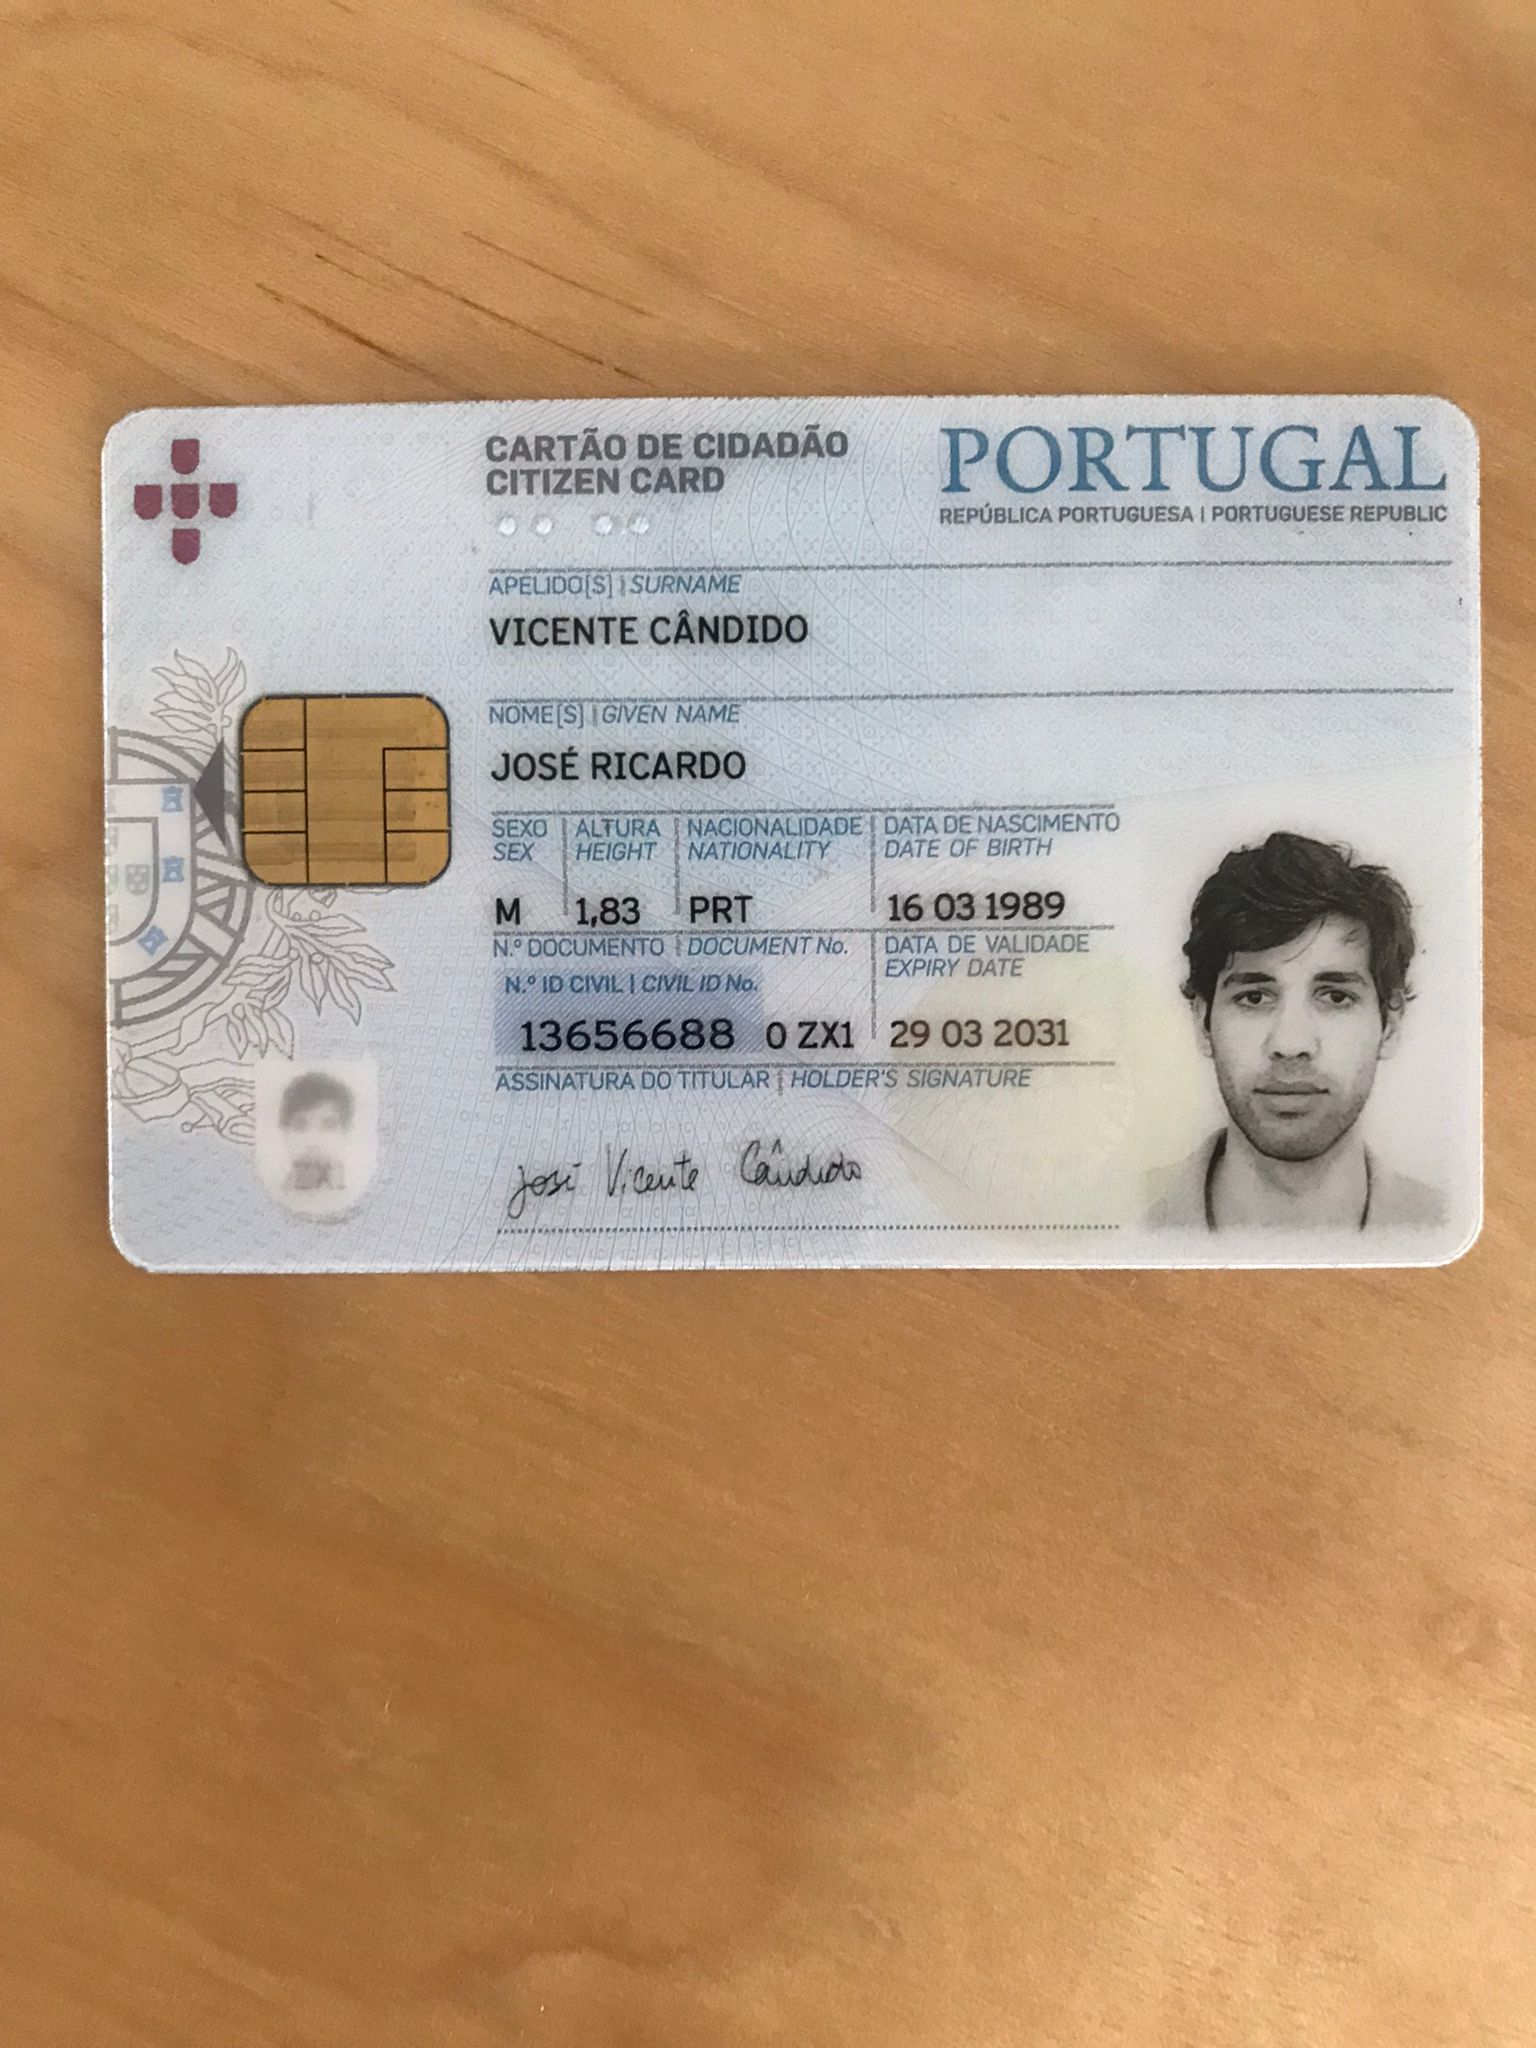 CARTÃO DE CIDADÃO
CITIZEN CARD
PORTUGAL
REPÚBLICA PORTUGUESA | PORTUGUESE REPUBLIC
APELIDO[S] | SURNAME
VICENTE CÂNDIDO
NOME[S] | GIVEN NAME
JOSÉ RICARDO
SEXO | ALTURA | NACIONALIDADE | DATA DE NASCIMENTO
SEX HEIGHT NATIONALITY DATE OF BIRTH
M 1,83 PRT 16 03 1989
N.º DOCUMENTO | DOCUMENT No. DATA DE VALIDADE
EXPIRY DATE
N.º ID CIVIL | CIVIL ID No.
13656688 0 ZX1 29 03 2031
ASSINATURA DO TITULAR | HOLDER'S SIGNATURE
José Vicente Cândido
ZX1